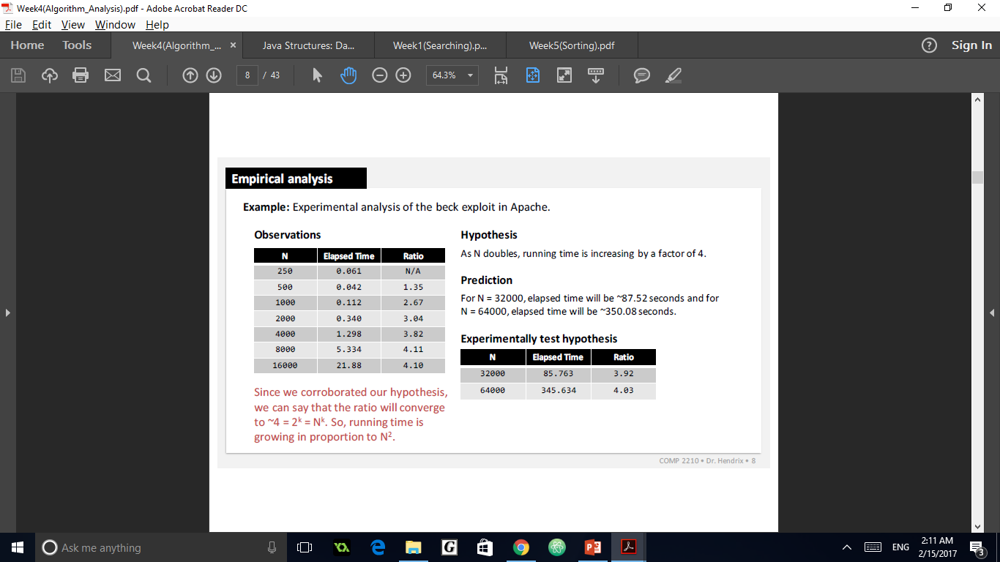 Week4(Algorithm_Analysis).pdf - Adobe Acrobat Reader DC
File Edit View Window Help
Home Tools Week4(Algorithm_... × Java Structures: Da... Week1(Searching).p... Week5(Sorting).pdf ? Sign In
8 / 43 64.3%
Empirical analysis
Example: Experimental analysis of the beck exploit in Apache.
Observations
N Elapsed Time Ratio
250 0.061 N/A
500 0.042 1.35
1000 0.112 2.67
2000 0.340 3.04
4000 1.298 3.82
8000 5.334 4.11
16000 21.88 4.10
Since we corroborated our hypothesis,
we can say that the ratio will converge
to ~4 = 2ᵏ = Nᵏ. So, running time is
growing in proportion to N².
Hypothesis
As N doubles, running time is increasing by a factor of 4.
Prediction
For N = 32000, elapsed time will be ~87.52 seconds and for
N = 64000, elapsed time will be ~350.08 seconds.
Experimentally test hypothesis
N Elapsed Time Ratio
32000 85.763 3.92
64000 345.634 4.03
COMP 2210 • Dr. Hendrix • 8
Ask me anything
G
ENG
2:11 AM
2/15/2017
3